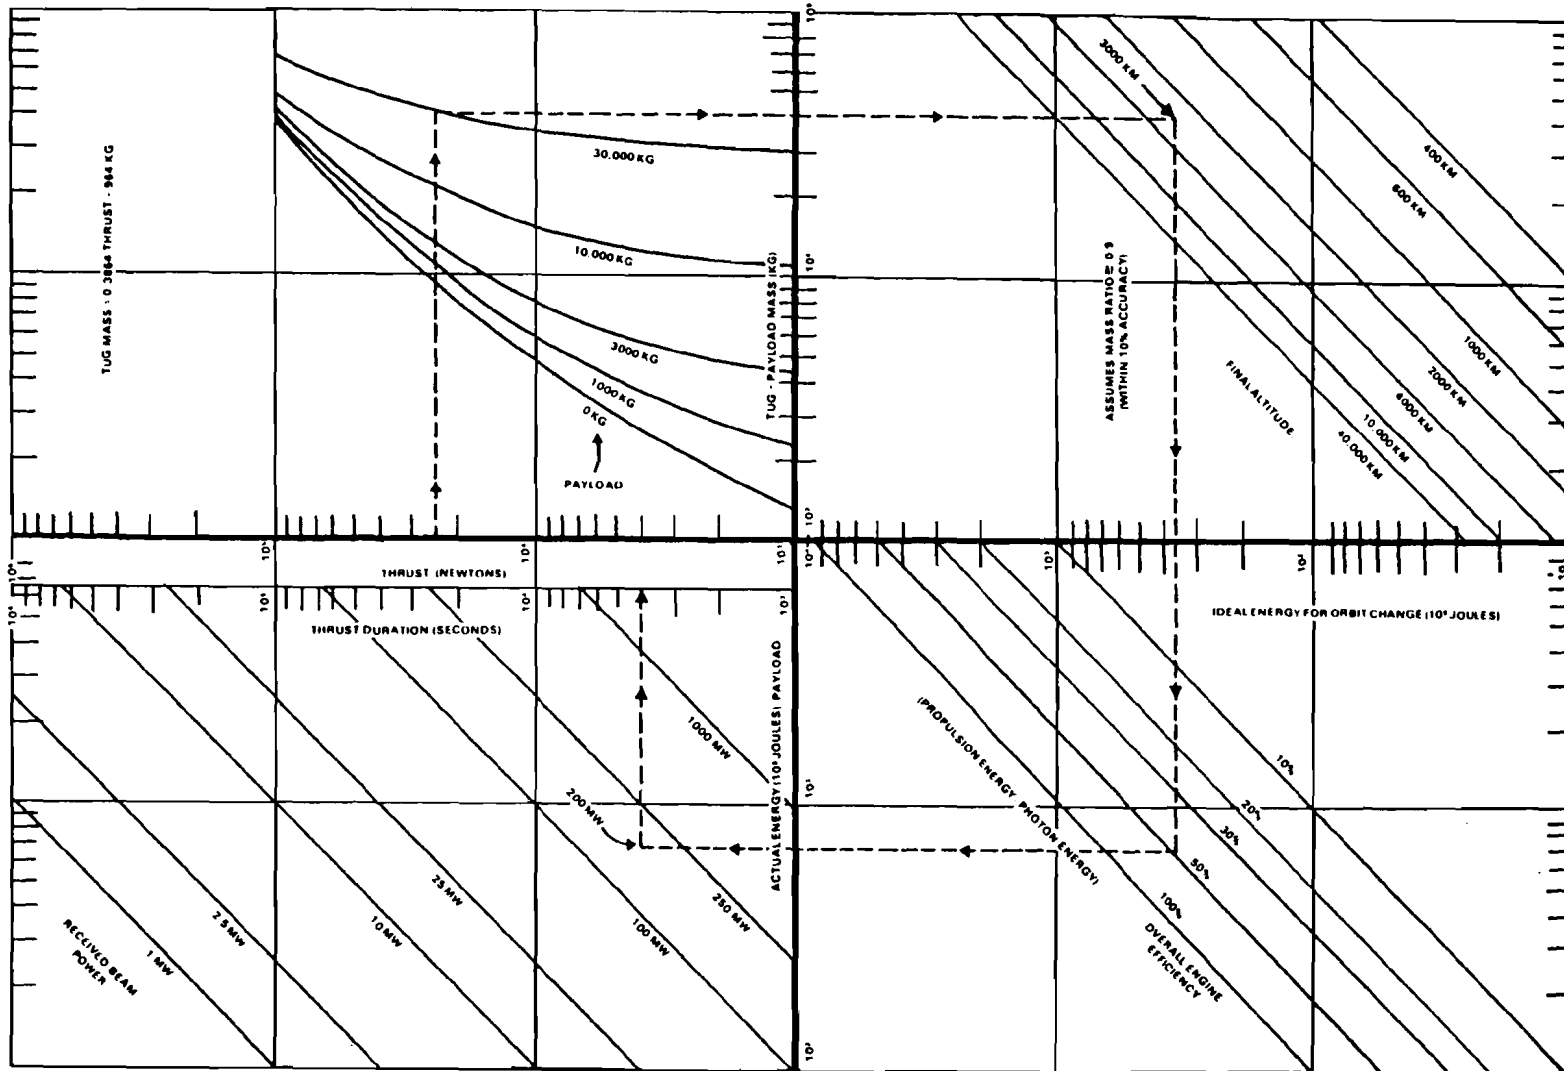 TUG MASS = 0.3864 THRUST - 964 KG
30.000 KG
10.000 KG
3000 KG
1000 KG
0 KG
PAYLOAD
TUG - PAYLOAD MASS (KG)
10⁴
3000 KM
400 KM
600 KM
1000 KM
2000 KM
10.000 KM
40.000 KM
FINAL ALTITUDE
ASSUMES MASS RATIO ≅ 0.9
(WITHIN 10% ACCURACY)
THRUST (NEWTONS)
THRUST DURATION (SECONDS)
IDEAL ENERGY FOR ORBIT CHANGE (10⁹ JOULES)
ACTUAL ENERGY (10⁹ JOULES) PAYLOAD
1000 MW
200 MW
250 MW
100 MW
25 MW
10 MW
2.5 MW
1 MW
RECEIVED BEAM
POWER
(PROPULSION ENERGY PHOTON ENERGY)
10%
20%
30%
50%
100%
OVERALL ENGINE
EFFICIENCY